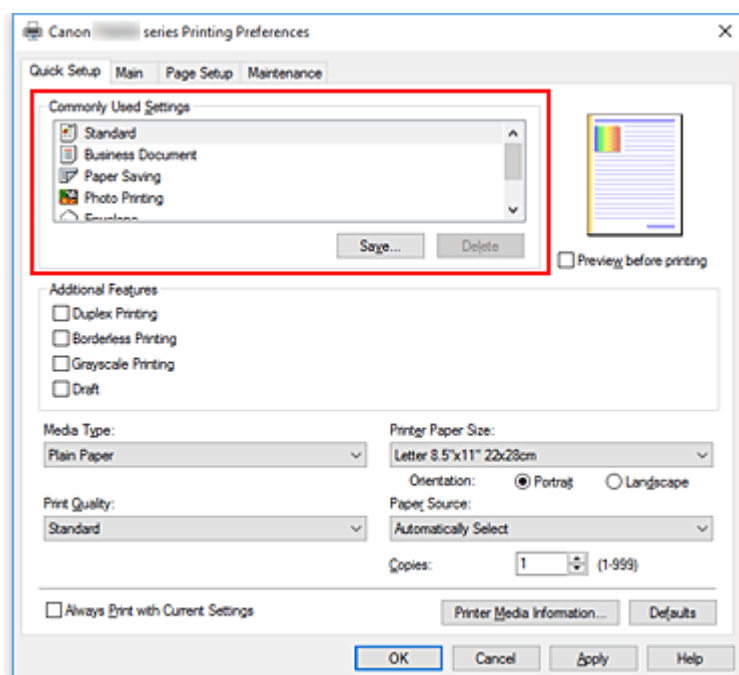 Canon series Printing Preferences
Quick Setup Main Page Setup Maintenance
Commonly Used Settings
Standard
Business Document
Paper Saving
Photo Printing
Envelope
Save... Delete
Preview before printing
Additional Features
Duplex Printing
Borderless Printing
Grayscale Printing
Draft
Media Type: Printer Paper Size:
Plain Paper Letter 8.5"x11" 22x28cm
Orientation: Portrait Landscape
Print Quality: Paper Source:
Standard Automatically Select
Copies: 1 (1-999)
Always Print with Current Settings Printer Media Information... Defaults
OK Cancel Apply Help